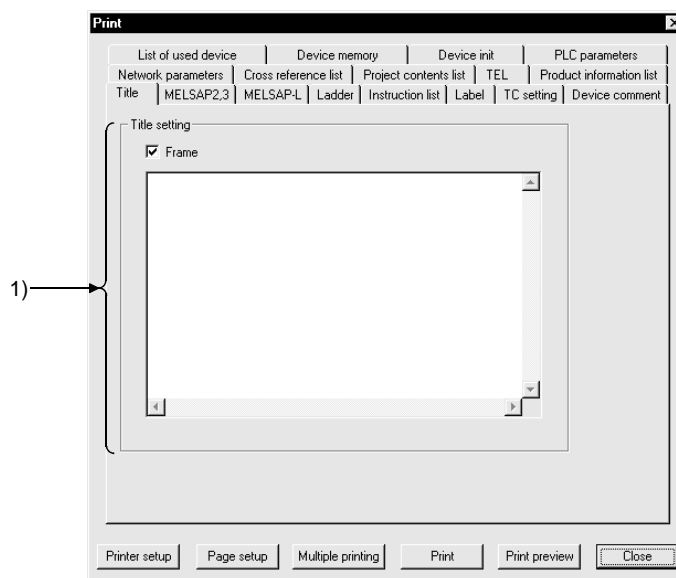 Print
List of used device Device memory Device init PLC parameters
Network parameters Cross reference list Project contents list TEL Product information list
Title MELSAP2,3 MELSAP-L Ladder Instruction list Label TC setting Device comment
Title setting
Frame
1)
Printer setup Page setup Multiple printing Print Print preview Close